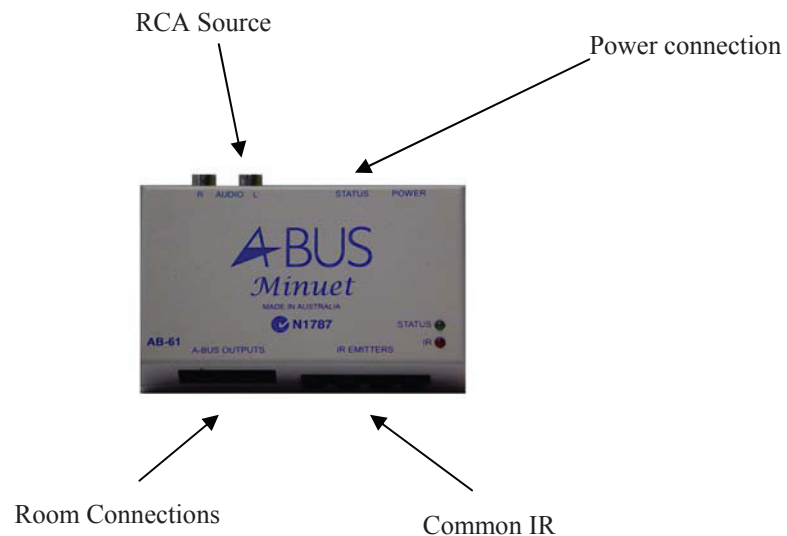 RCA Source
Power connection
R AUDIO L
STATUS POWER
A-BUS
Minuet
MADE IN AUSTRALIA
N1787
STATUS
IR
AB-61
A-BUS OUTPUTS
IR EMITTERS
Room Connections
Common IR